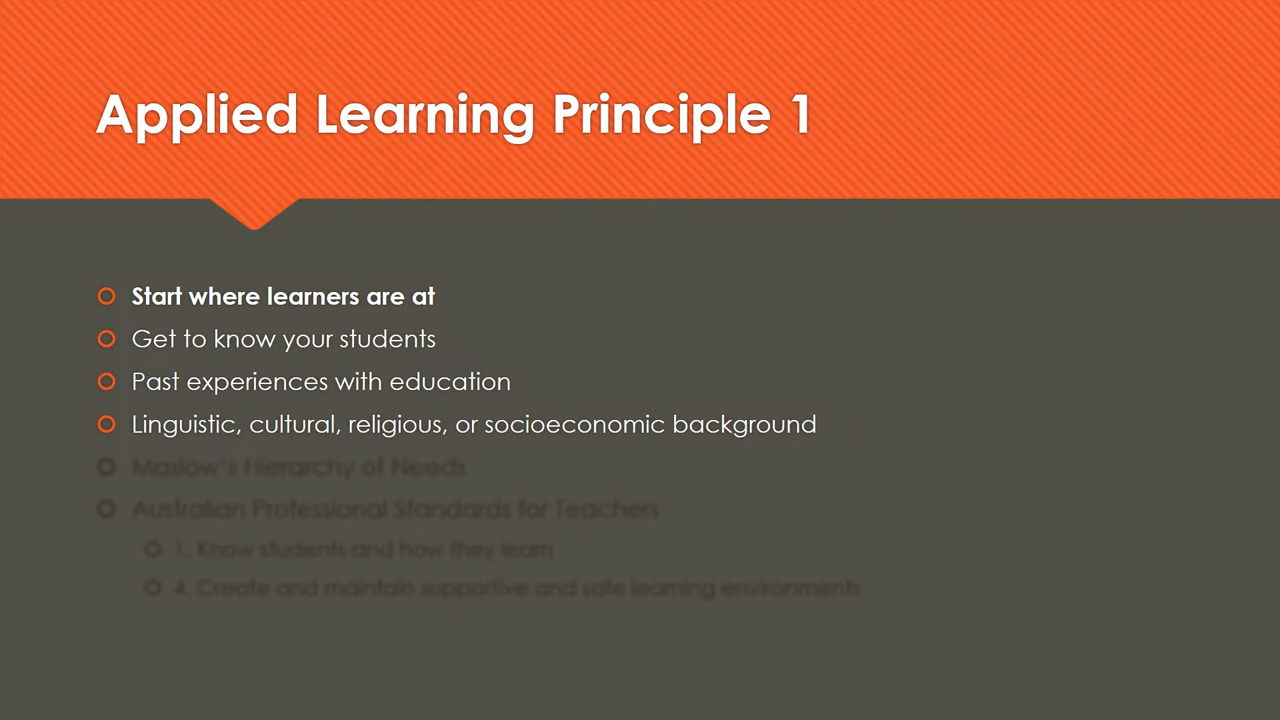 Applied Learning Principle 1
Start where learners are at
Get to know your students
Past experiences with education
Linguistic, cultural, religious, or socioeconomic background
Maslow's Hierarchy of Needs
Australian Professional Standards for Teachers
1. Know students and how they learn
4. Create and maintain supportive and safe learning environments